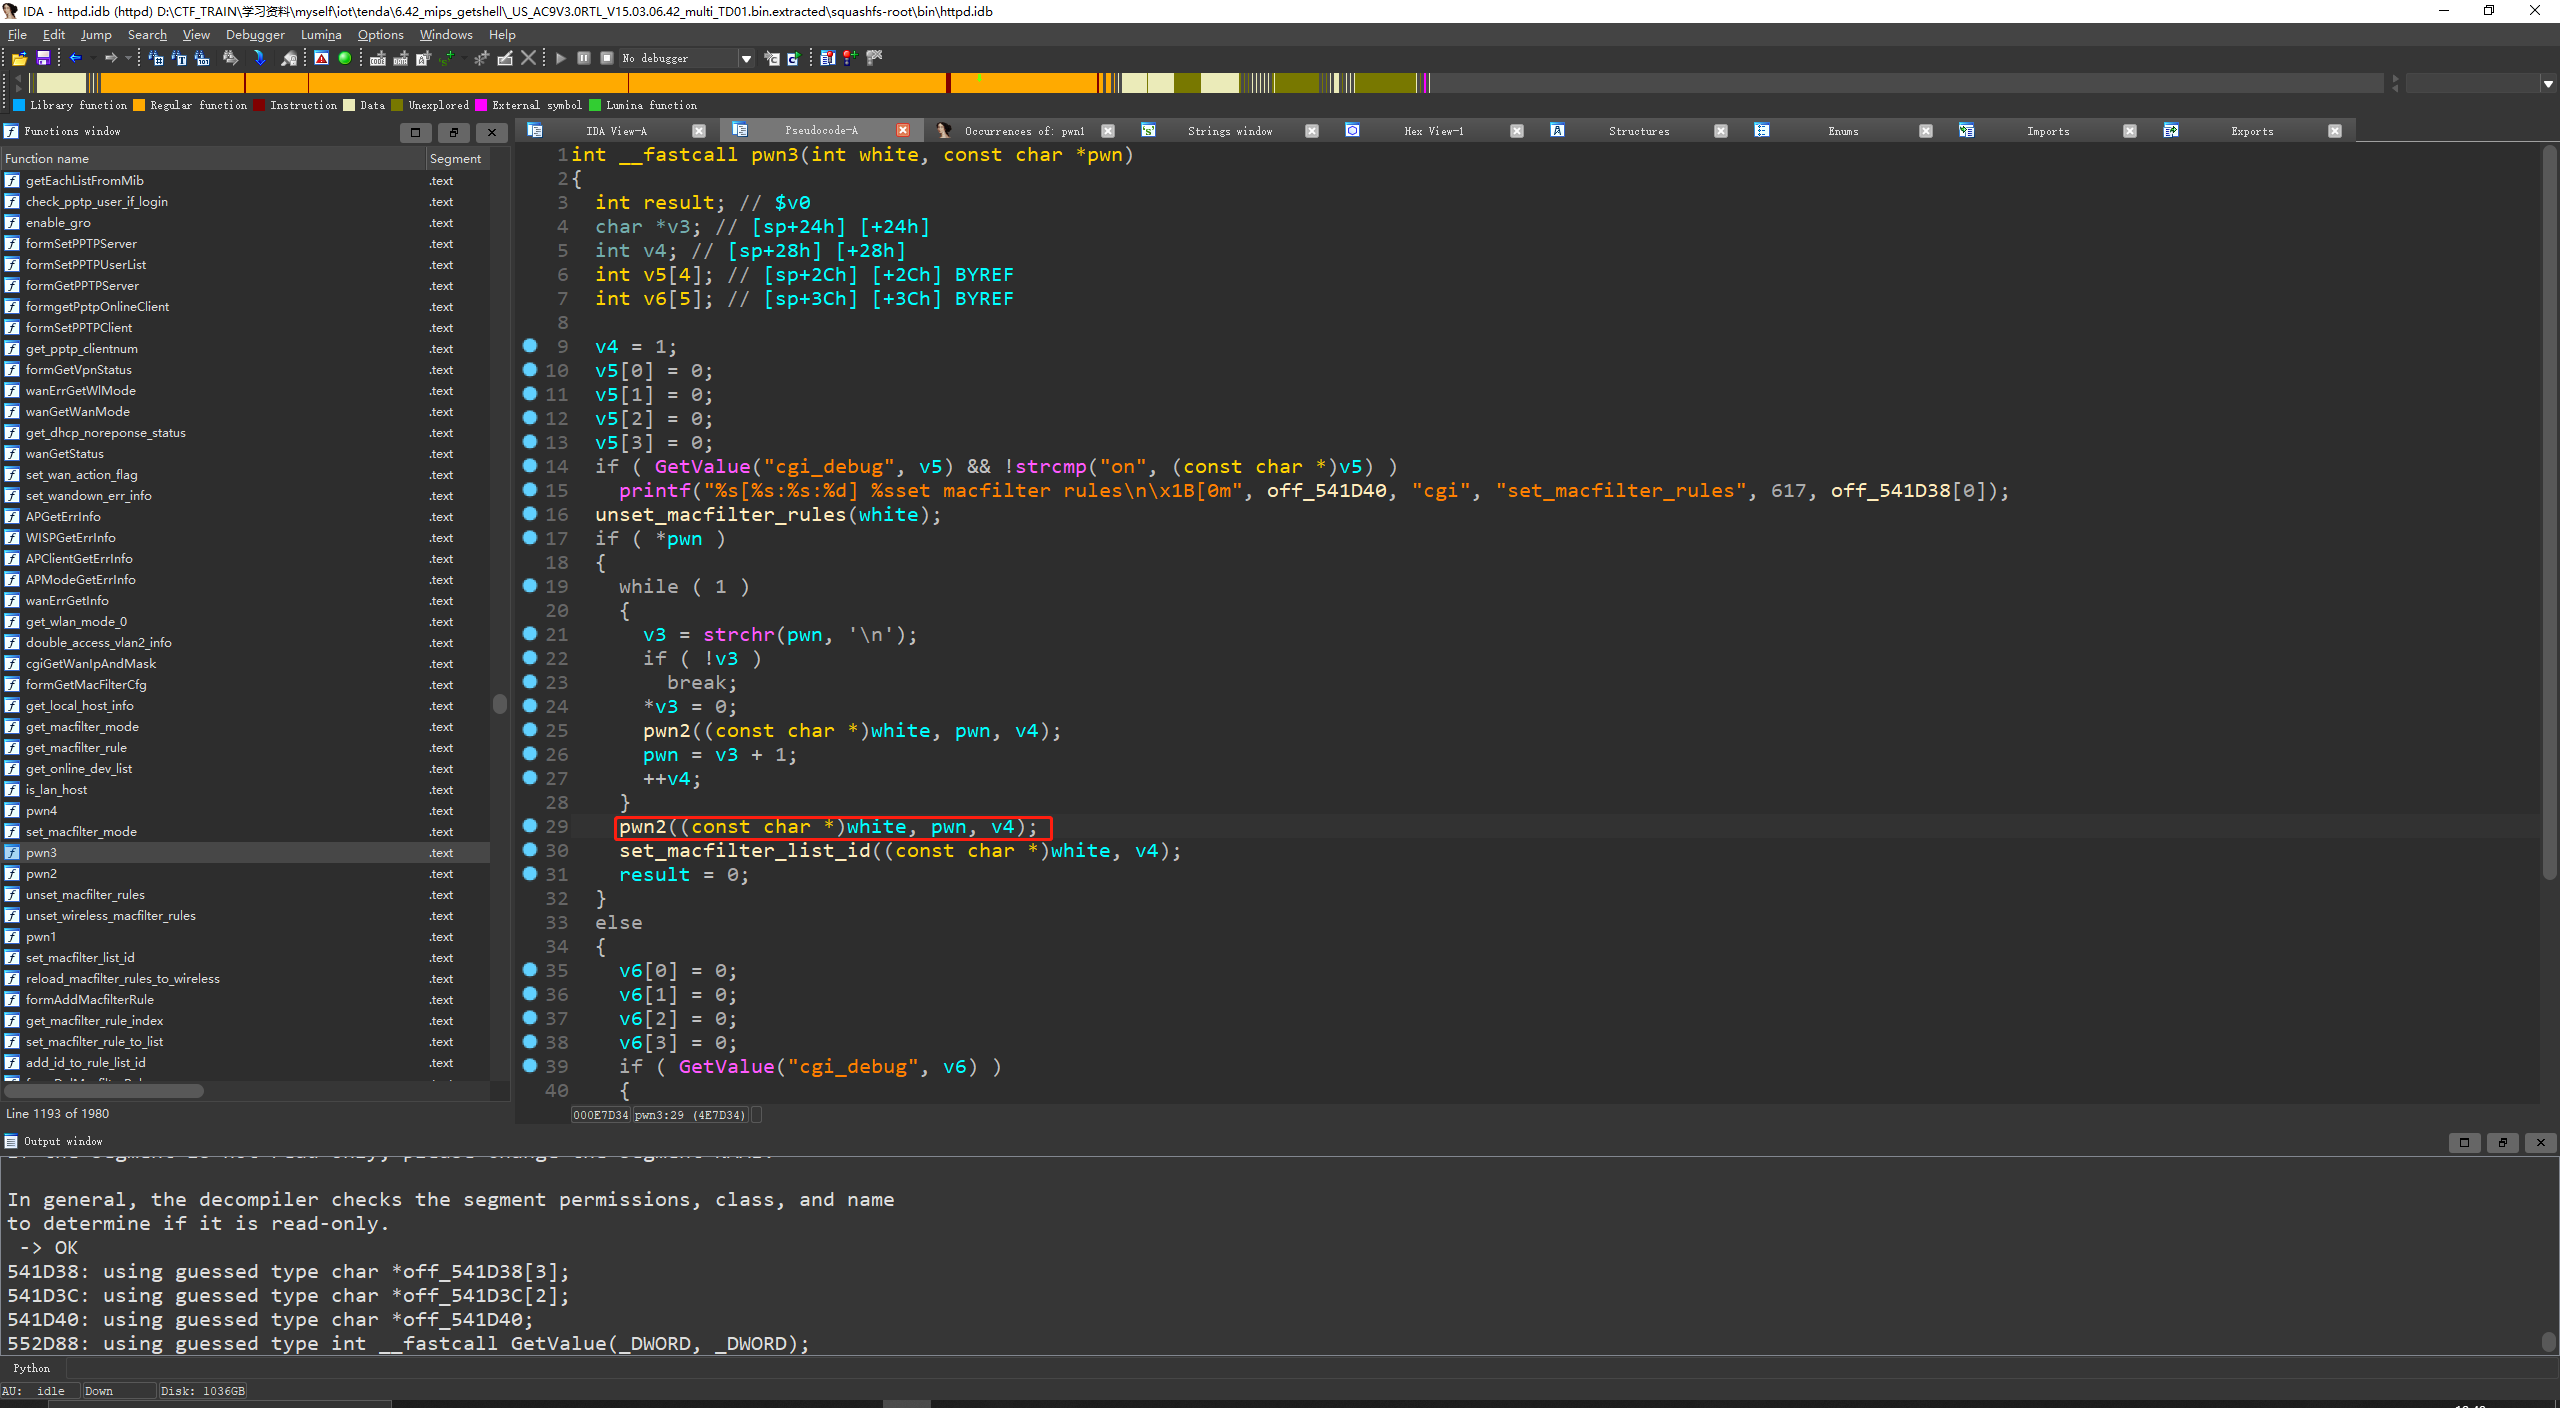 IDA - httpd.idb (httpd) D:\CTF_TRAIN\学习资料\myself\iot\tenda\6.42_mips_getshell\_US_AC9V3.0RTL_V15.03.06.42_multi_TD01.bin.extracted\squashfs-root\bin\httpd.idb
File Edit Jump Search View Debugger Lumina Options Windows Help
No debugger
Library function Regular function Instruction Data Unexplored External symbol Lumina function
Functions window
IDA View-A Pseudocode-A Occurrences of: pwn1 Strings window Hex View-1 Structures Enums Imports Exports
Function name Segment
getEachListFromMib .text
check_pptp_user_if_login .text
enable_gro .text
formSetPPTPServer .text
formSetPPTPUserList .text
formGetPPTPServer .text
formgetPptpOnlineClient .text
formSetPPTPClient .text
get_pptp_clientnum .text
formGetVpnStatus .text
wanErrGetWlMode .text
wanGetWanMode .text
get_dhcp_noreponse_status .text
wanGetStatus .text
set_wan_action_flag .text
set_wandown_err_info .text
APGetErrInfo .text
WISPGetErrInfo .text
APClientGetErrInfo .text
APModeGetErrInfo .text
wanErrGetInfo .text
get_wlan_mode_0 .text
double_access_vlan2_info .text
cgiGetWanIpAndMask .text
formGetMacFilterCfg .text
get_local_host_info .text
get_macfilter_mode .text
get_macfilter_rule .text
get_online_dev_list .text
is_lan_host .text
pwn4 .text
set_macfilter_mode .text
pwn3 .text
pwn2 .text
unset_macfilter_rules .text
unset_wireless_macfilter_rules .text
pwn1 .text
set_macfilter_list_id .text
reload_macfilter_rules_to_wireless .text
formAddMacfilterRule .text
get_macfilter_rule_index .text
set_macfilter_rule_to_list .text
add_id_to_rule_list_id .text
Line 1193 of 1980
1 int __fastcall pwn3(int white, const char *pwn)
2 {
3 int result; // $v0
4 char *v3; // [sp+24h] [+24h]
5 int v4; // [sp+28h] [+28h]
6 int v5[4]; // [sp+2Ch] [+2Ch] BYREF
7 int v6[5]; // [sp+3Ch] [+3Ch] BYREF
8
9 v4 = 1;
10 v5[0] = 0;
11 v5[1] = 0;
12 v5[2] = 0;
13 v5[3] = 0;
14 if ( GetValue("cgi_debug", v5) && !strcmp("on", (const char *)v5) )
15 printf("%s[%s:%s:%d] %sset macfilter rules\n\x1B[0m", off_541D40, "cgi", "set_macfilter_rules", 617, off_541D38[0]);
16 unset_macfilter_rules(white);
17 if ( *pwn )
18 {
19 while ( 1 )
20 {
21 v3 = strchr(pwn, '\n');
22 if ( !v3 )
23 break;
24 *v3 = 0;
25 pwn2((const char *)white, pwn, v4);
26 pwn = v3 + 1;
27 ++v4;
28 }
29 pwn2((const char *)white, pwn, v4);
30 set_macfilter_list_id((const char *)white, v4);
31 result = 0;
32 }
33 else
34 {
35 v6[0] = 0;
36 v6[1] = 0;
37 v6[2] = 0;
38 v6[3] = 0;
39 if ( GetValue("cgi_debug", v6) )
40 {
000E7D34 pwn3:29 (4E7D34)
Output window
In general, the decompiler checks the segment permissions, class, and name
to determine if it is read-only.
-> OK
541D38: using guessed type char *off_541D38[3];
541D3C: using guessed type char *off_541D3C[2];
541D40: using guessed type char *off_541D40;
552D88: using guessed type int __fastcall GetValue(_DWORD, _DWORD);
Python
AU: idle Down Disk: 1036GB